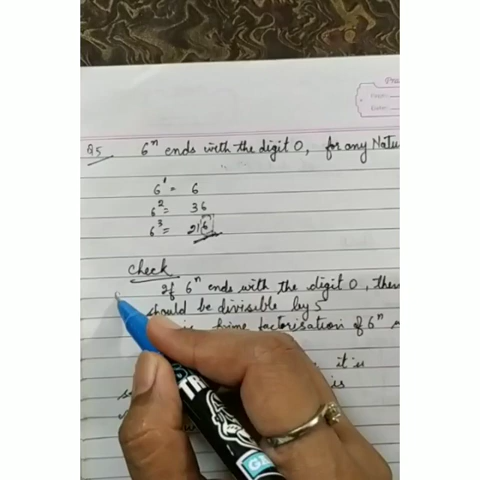 Q5 6ⁿ ends with the digit 0, for any Natu
6¹ = 6
6² = 36
6³ = 216
Check
If 6ⁿ ends with the digit 0, then
should be divisible by 5
prime factorisation of 6ⁿ
it is
is
TR